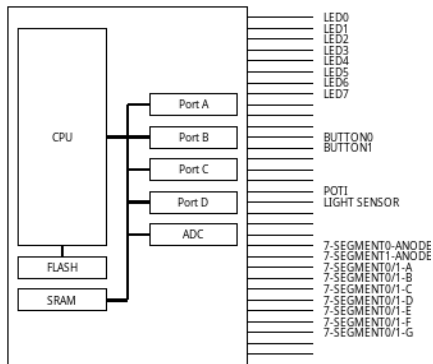 LED0
LED1
LED2
LED3
LED4
LED5
LED6
LED7
Port A
CPU
Port B
BUTTON0
BUTTON1
Port C
POTI
Port D
LIGHT SENSOR
ADC
7-SEGMENT0-ANODE
7-SEGMENT1-ANODE
FLASH
7-SEGMENT0/1-A
7-SEGMENT0/1-B
7-SEGMENT0/1-C
SRAM
7-SEGMENT0/1-D
7-SEGMENT0/1-E
7-SEGMENT0/1-F
7-SEGMENT0/1-G